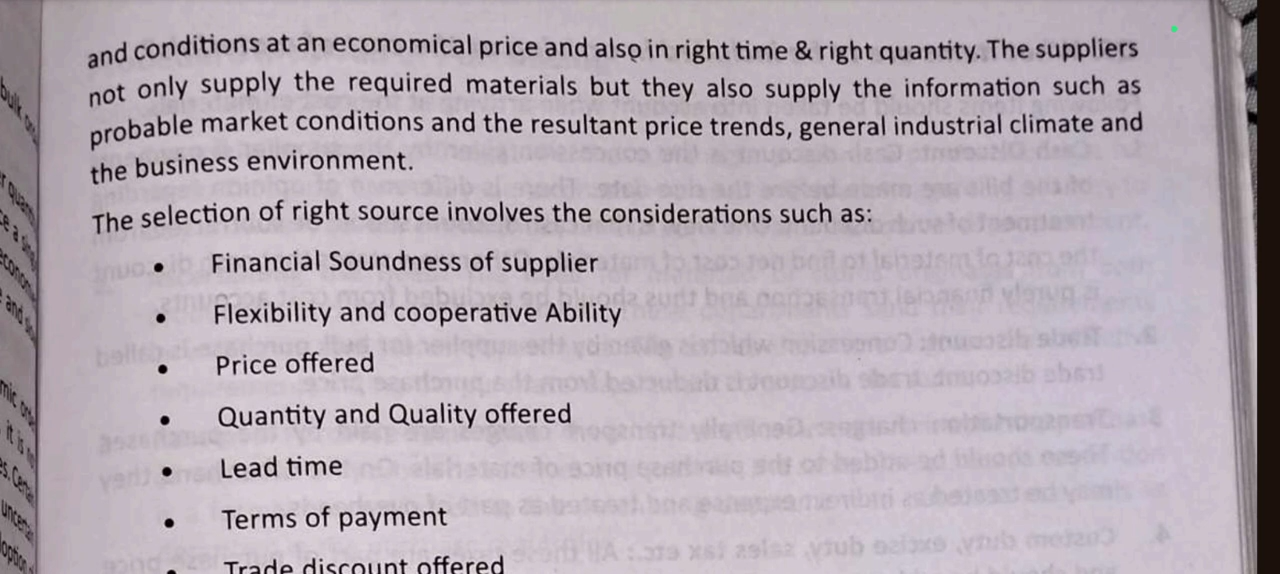 and conditions at an economical price and also in right time & right quantity. The suppliers
not only supply the required materials but they also supply the information such as
probable market conditions and the resultant price trends, general industrial climate and
the business environment.
The selection of right source involves the considerations such as:
• Financial Soundness of supplier
• Flexibility and cooperative Ability
• Price offered
• Quantity and Quality offered
• Lead time
• Terms of payment
• Trade discount offered